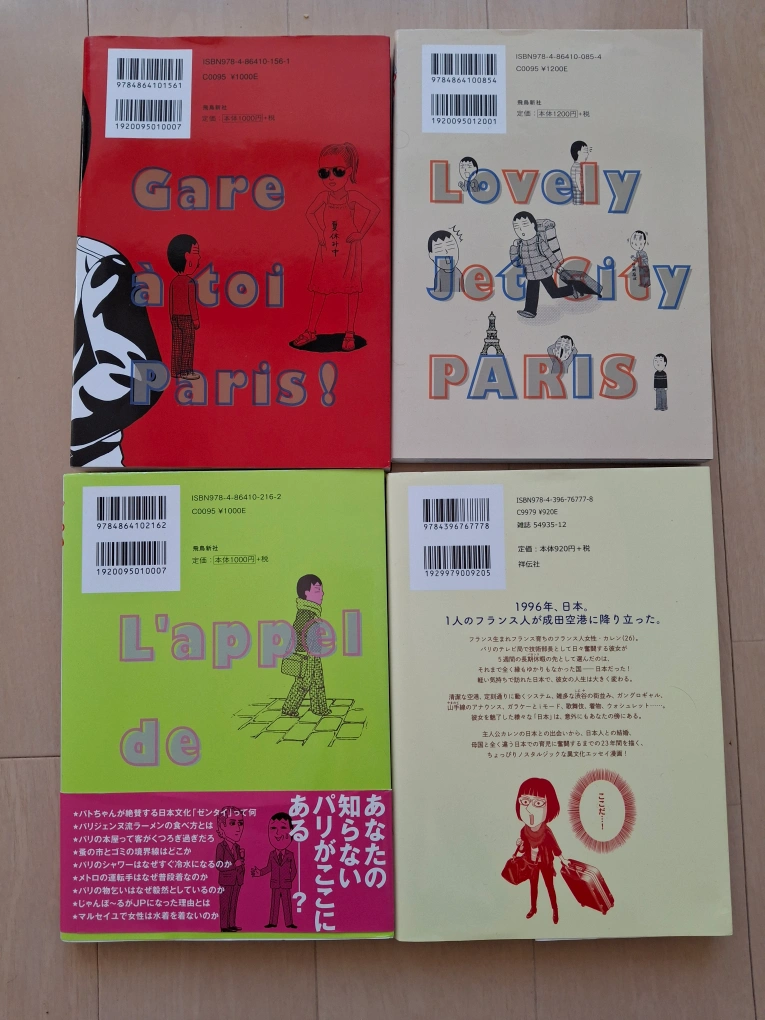 9784864101561
1920095010007
ISBN978-4-86410-156-1
C0095 ¥1000E
飛鳥新社
定価：本体1000円+税
Gare
à toi
Paris!
夏休み中
9784864100854
1920095012001
ISBN978-4-86410-085-4
C0095 ¥1200E
飛鳥新社
定価：本体1200円+税
Lovely
Jet City
PARIS
9784864102162
1920095010007
ISBN978-4-86410-216-2
C0095 ¥1000E
飛鳥新社
定価：本体1000円+税
L'appel
de
あなたの
知らない
パリがここに
ある？
★パトちゃんが絶賛する日本文化「ゼンタイ」って何
★パリジェンヌ流ラーメンの食べ方とは
★パリの本屋って客がくつろぎ過ぎだろ
★蚤の市とゴミの境界線はどこか
★パリのシャワーはなぜすぐ冷水になるのか
★メトロの運転手はなぜ普段着なのか
★パリの物乞いはなぜ毅然としているのか
★じゃんぽ〜るがJPになった理由とは
★マルセイユで女性は水着を着ないのか
9784396767778
1929979009205
ISBN978-4-396-76777-8
C9979 ¥920E
雑誌 54935-12
定価：本体920円+税
祥伝社
1996年、日本。
1人のフランス人が成田空港に降り立った。
フランス生まれフランス育ちのフランス人女性・カレン(26)。
パリのテレビ局で技術部長として日々奮闘する彼女が
5週間の長期休暇の先として選んだのは、
それまで全く縁もゆかりもなかった国——日本だった！
軽い気持ちで訪れた日本で、彼女の人生は大きく変わる。
清潔な空港、定刻通りに動くシステム、雑多な渋谷の街並み、ガングロギャル、
山手線のアナウンス、ガラケーとiモード、歌舞伎、着物、ウォシュレット……。
彼女を魅了した様々な「日本」は、意外にもあなたの傍にある。
主人公カレンの日本との出会いから、日本人との結婚、
母国と全く違う日本での育児に奮闘するまでの23年間を描く、
ちょっぴりノスタルジックな異文化エッセイ漫画！
ここだ…！